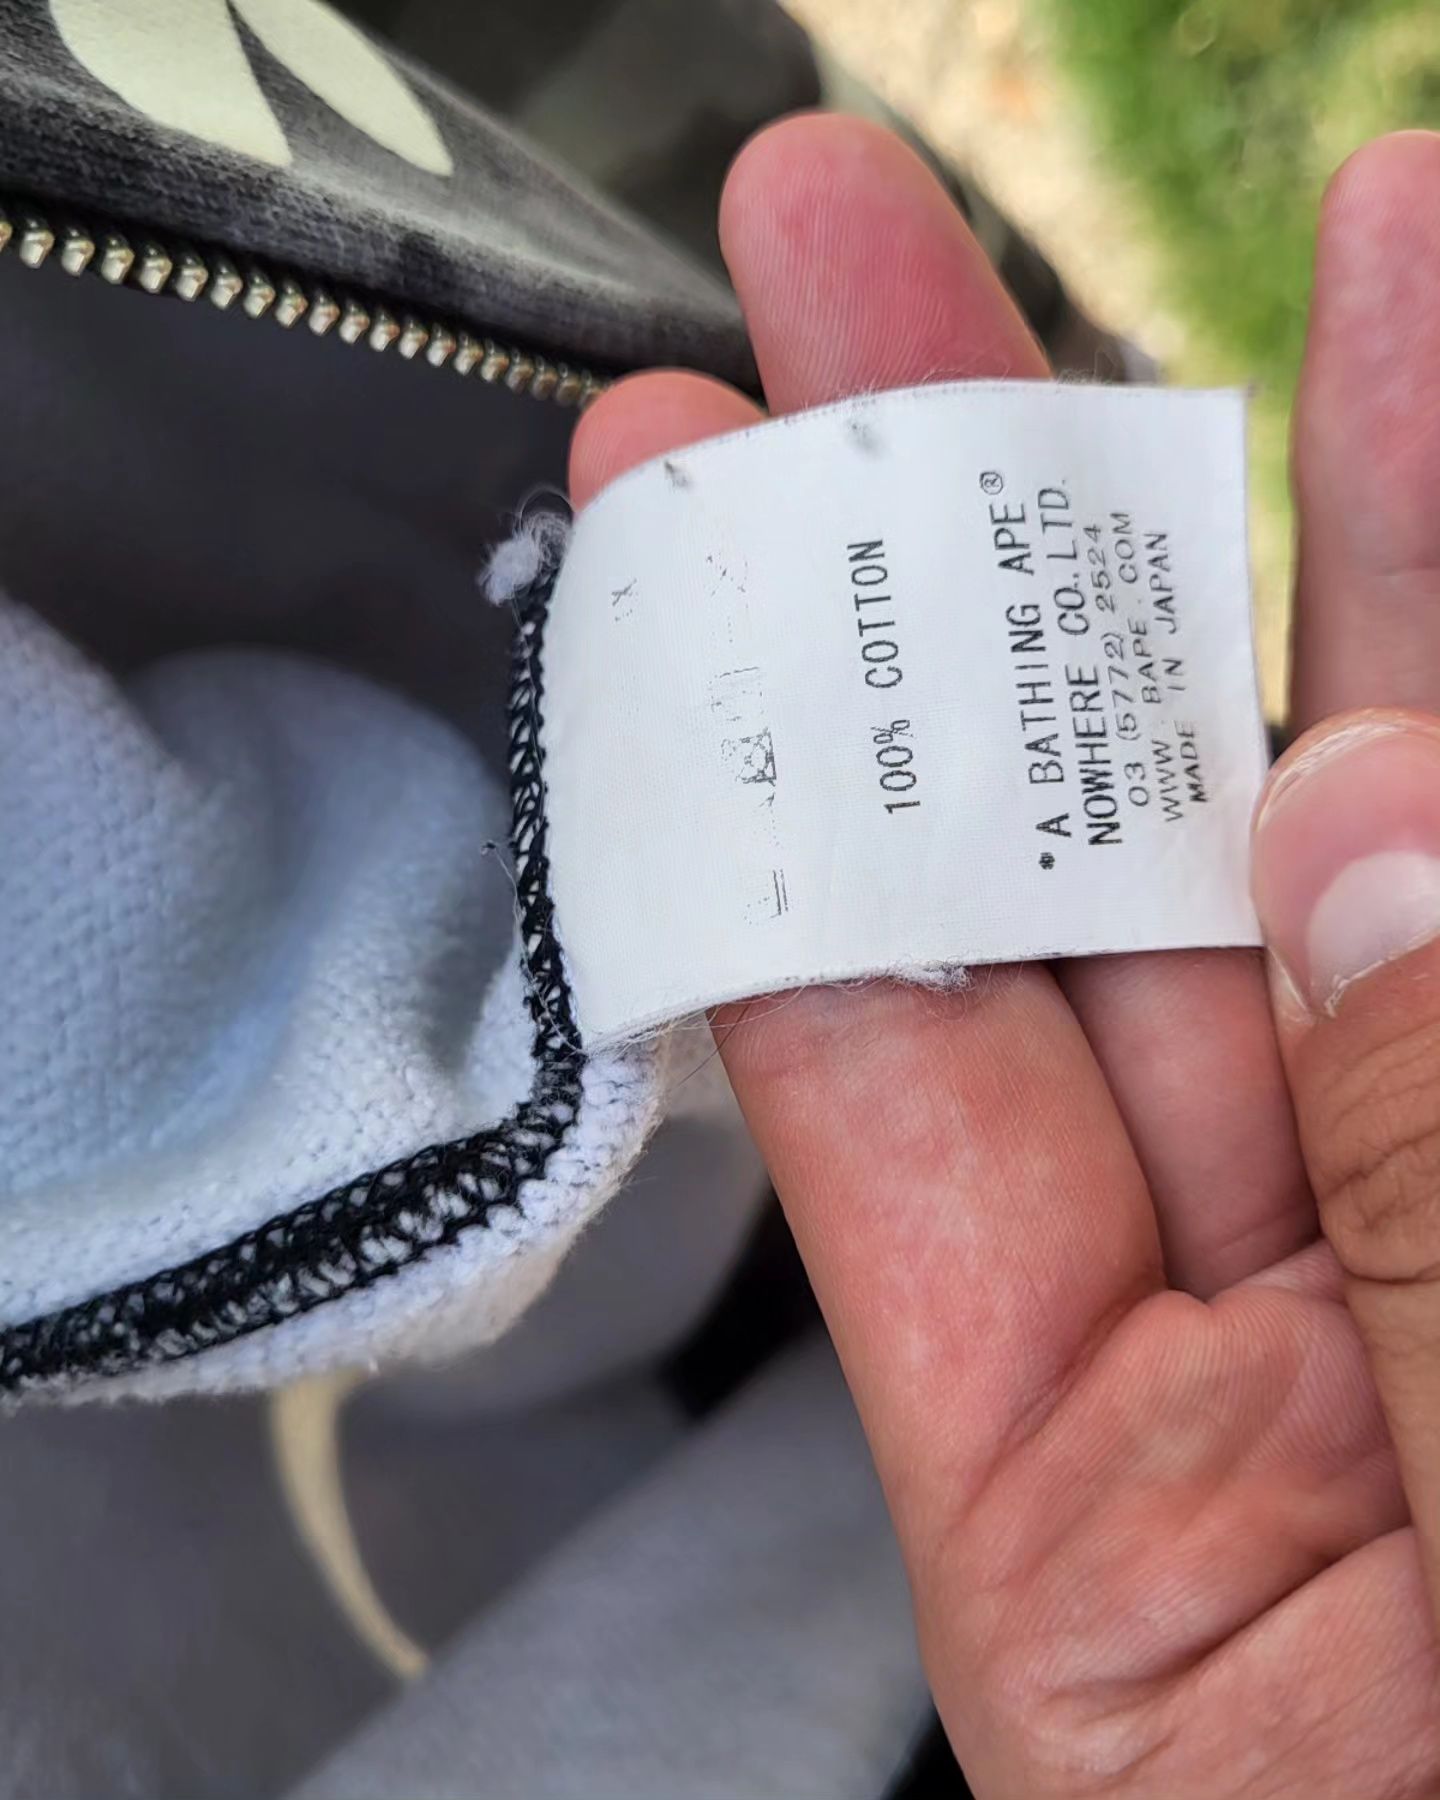 100% COTTON
* A BATHING APE®
NOWHERE CO., LTD.
03 (5772) 2524
WWW . BAPE . COM
MADE IN JAPAN